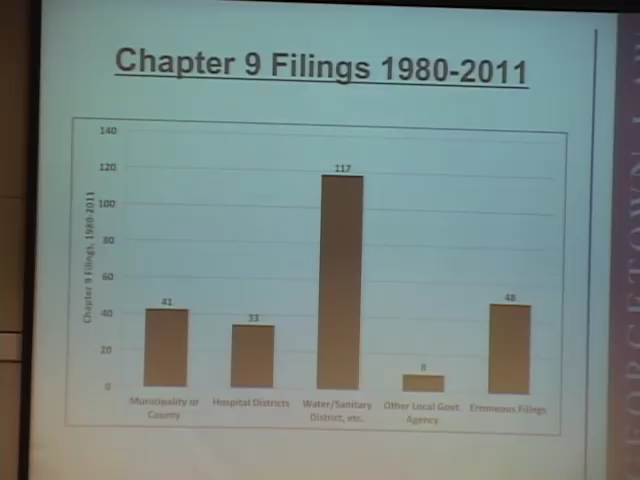 Chapter 9 Filings 1980-2011
Chapter 9 Filings, 1980-2011
140
120
100
80
60
40
20
0
41
33
117
8
48
Municipality or
County
Hospital Districts
Water/Sanitary
District, etc.
Other Local Govt.
Agency
Erroneous Filings
GEORGETOWN LAW